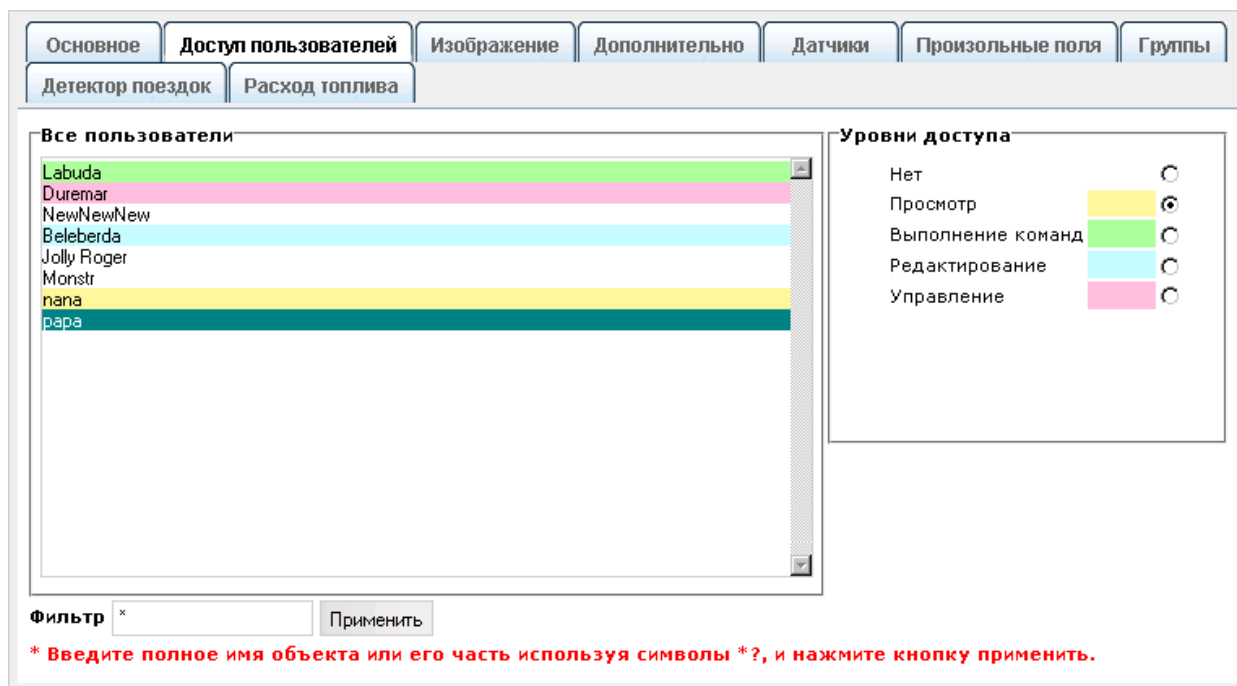 Основное Доступ пользователей Изображение Дополнительно Датчики Произольные поля Группы
Детектор поездок Расход топлива
Все пользователи
Labuda
Duremar
NewNewNew
Beleberda
Jolly Roger
Monstr
nana
papa
Уровни доступа
Нет
Просмотр
Выполнение команд
Редактирование
Управление
Фильтр * Применить
* Введите полное имя объекта или его часть используя символы *?, и нажмите кнопку применить.